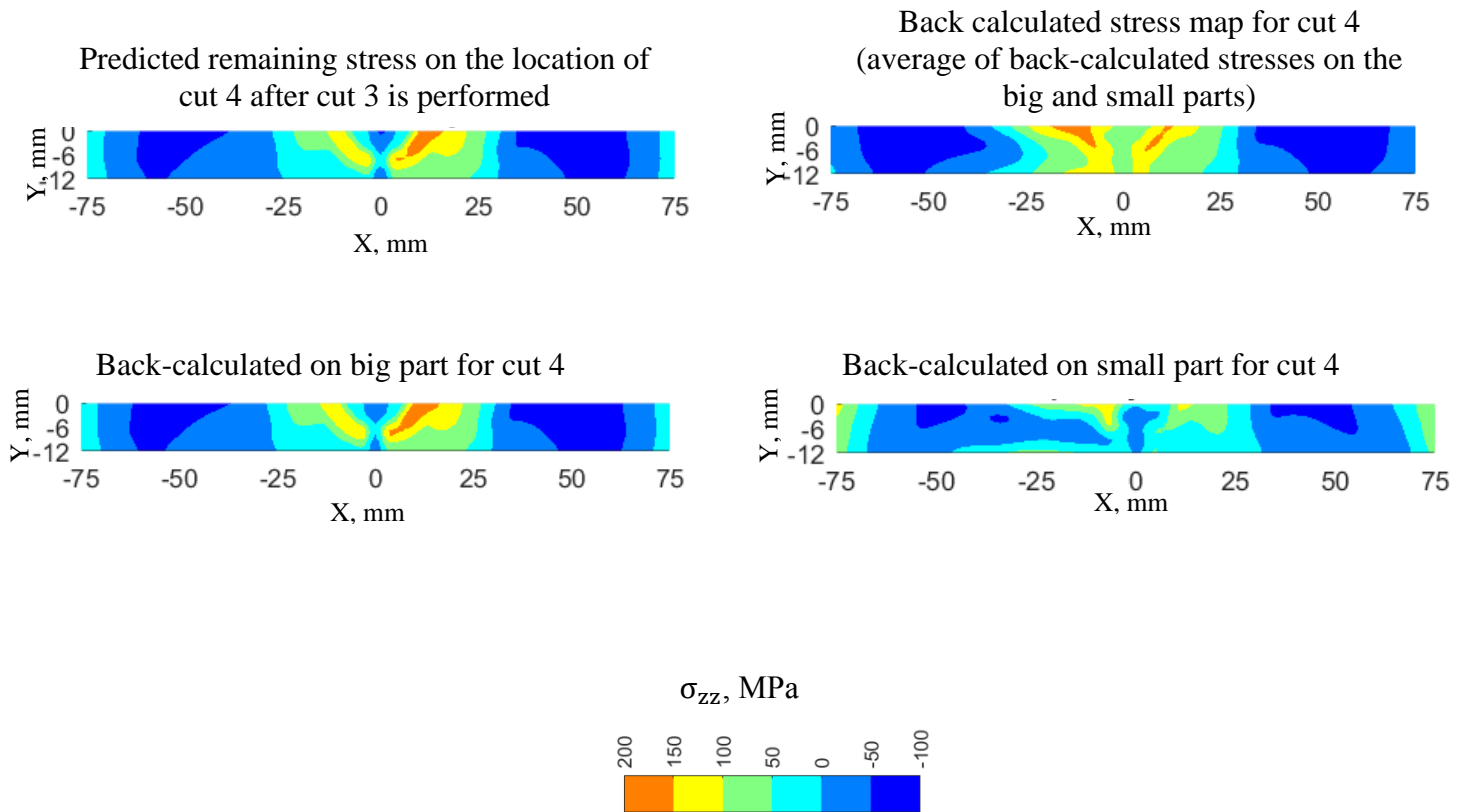 Predicted remaining stress on the location of
cut 4 after cut 3 is performed
0
-6
-12
Y, mm
-75 -50 -25 0 25 50 75
X, mm
Back calculated stress map for cut 4
(average of back-calculated stresses on the
big and small parts)
0
-6
-12
Y, mm
-75 -50 -25 0 25 50 75
X, mm
Back-calculated on big part for cut 4
0
-6
-12
Y, mm
-75 -50 -25 0 25 50 75
X, mm
Back-calculated on small part for cut 4
0
-6
-12
Y, mm
-75 -50 -25 0 25 50 75
X, mm
σzz, MPa
200 150 100 50 0 -50 -100